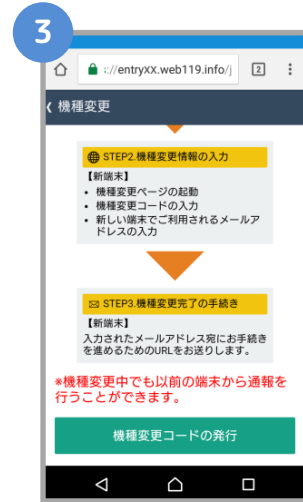 3
://entryXX.web119.info/j
2
機種変更
STEP2.機種変更情報の入力
【新端末】
• 機種変更ページの起動
• 機種変更コードの入力
• 新しい端末でご利用されるメールア
ドレスの入力
STEP3.機種変更完了の手続き
【新端末】
入力されたメールアドレス宛にお手続き
を進めるためのURLをお送りします。
*機種変更中でも以前の端末から通報を
行うことができます。
機種変更コードの発行